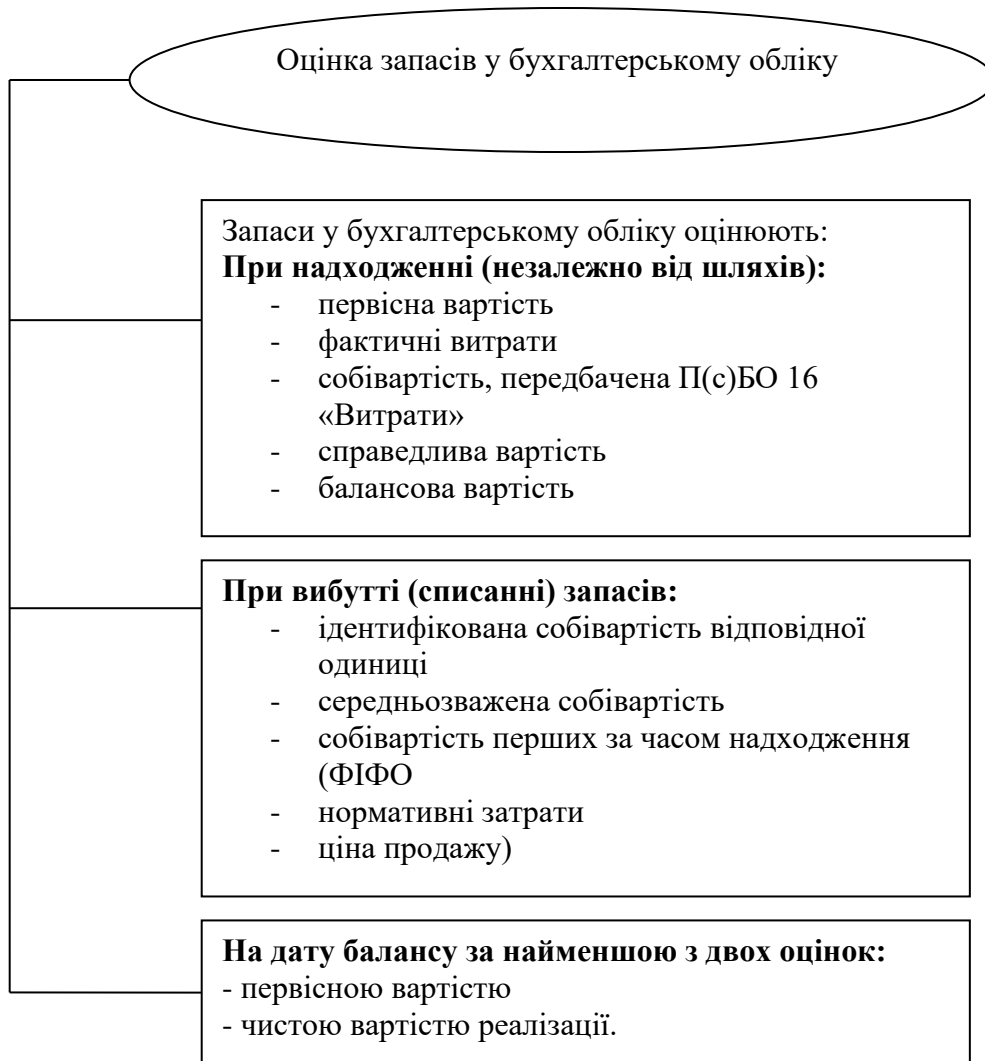 Оцінка запасів у бухгалтерському обліку
Запаси у бухгалтерському обліку оцінюють:
При надходженні (незалежно від шляхів):
- первісна вартість
- фактичні витрати
- собівартість, передбачена П(с)БО 16
«Витрати»
- справедлива вартість
- балансова вартість
При вибутті (списанні) запасів:
- ідентифікована собівартість відповідної
одиниці
- середньозважена собівартість
- собівартість перших за часом надходження
(ФІФО
- нормативні затрати
- ціна продажу)
На дату балансу за найменшою з двох оцінок:
- первісною вартістю
- чистою вартістю реалізації.